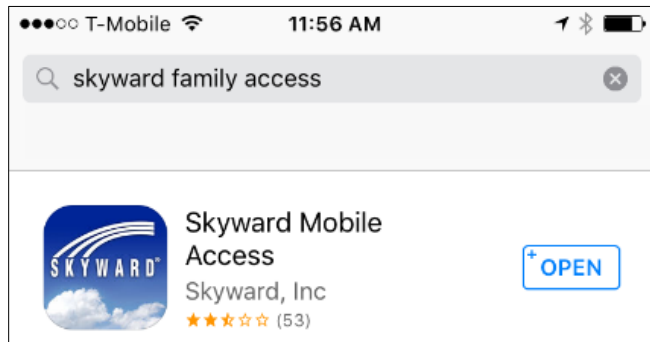 T-Mobile 11:56 AM
skyward family access
SKYWARD®
Skyward Mobile
Access
+ OPEN
Skyward, Inc
(53)